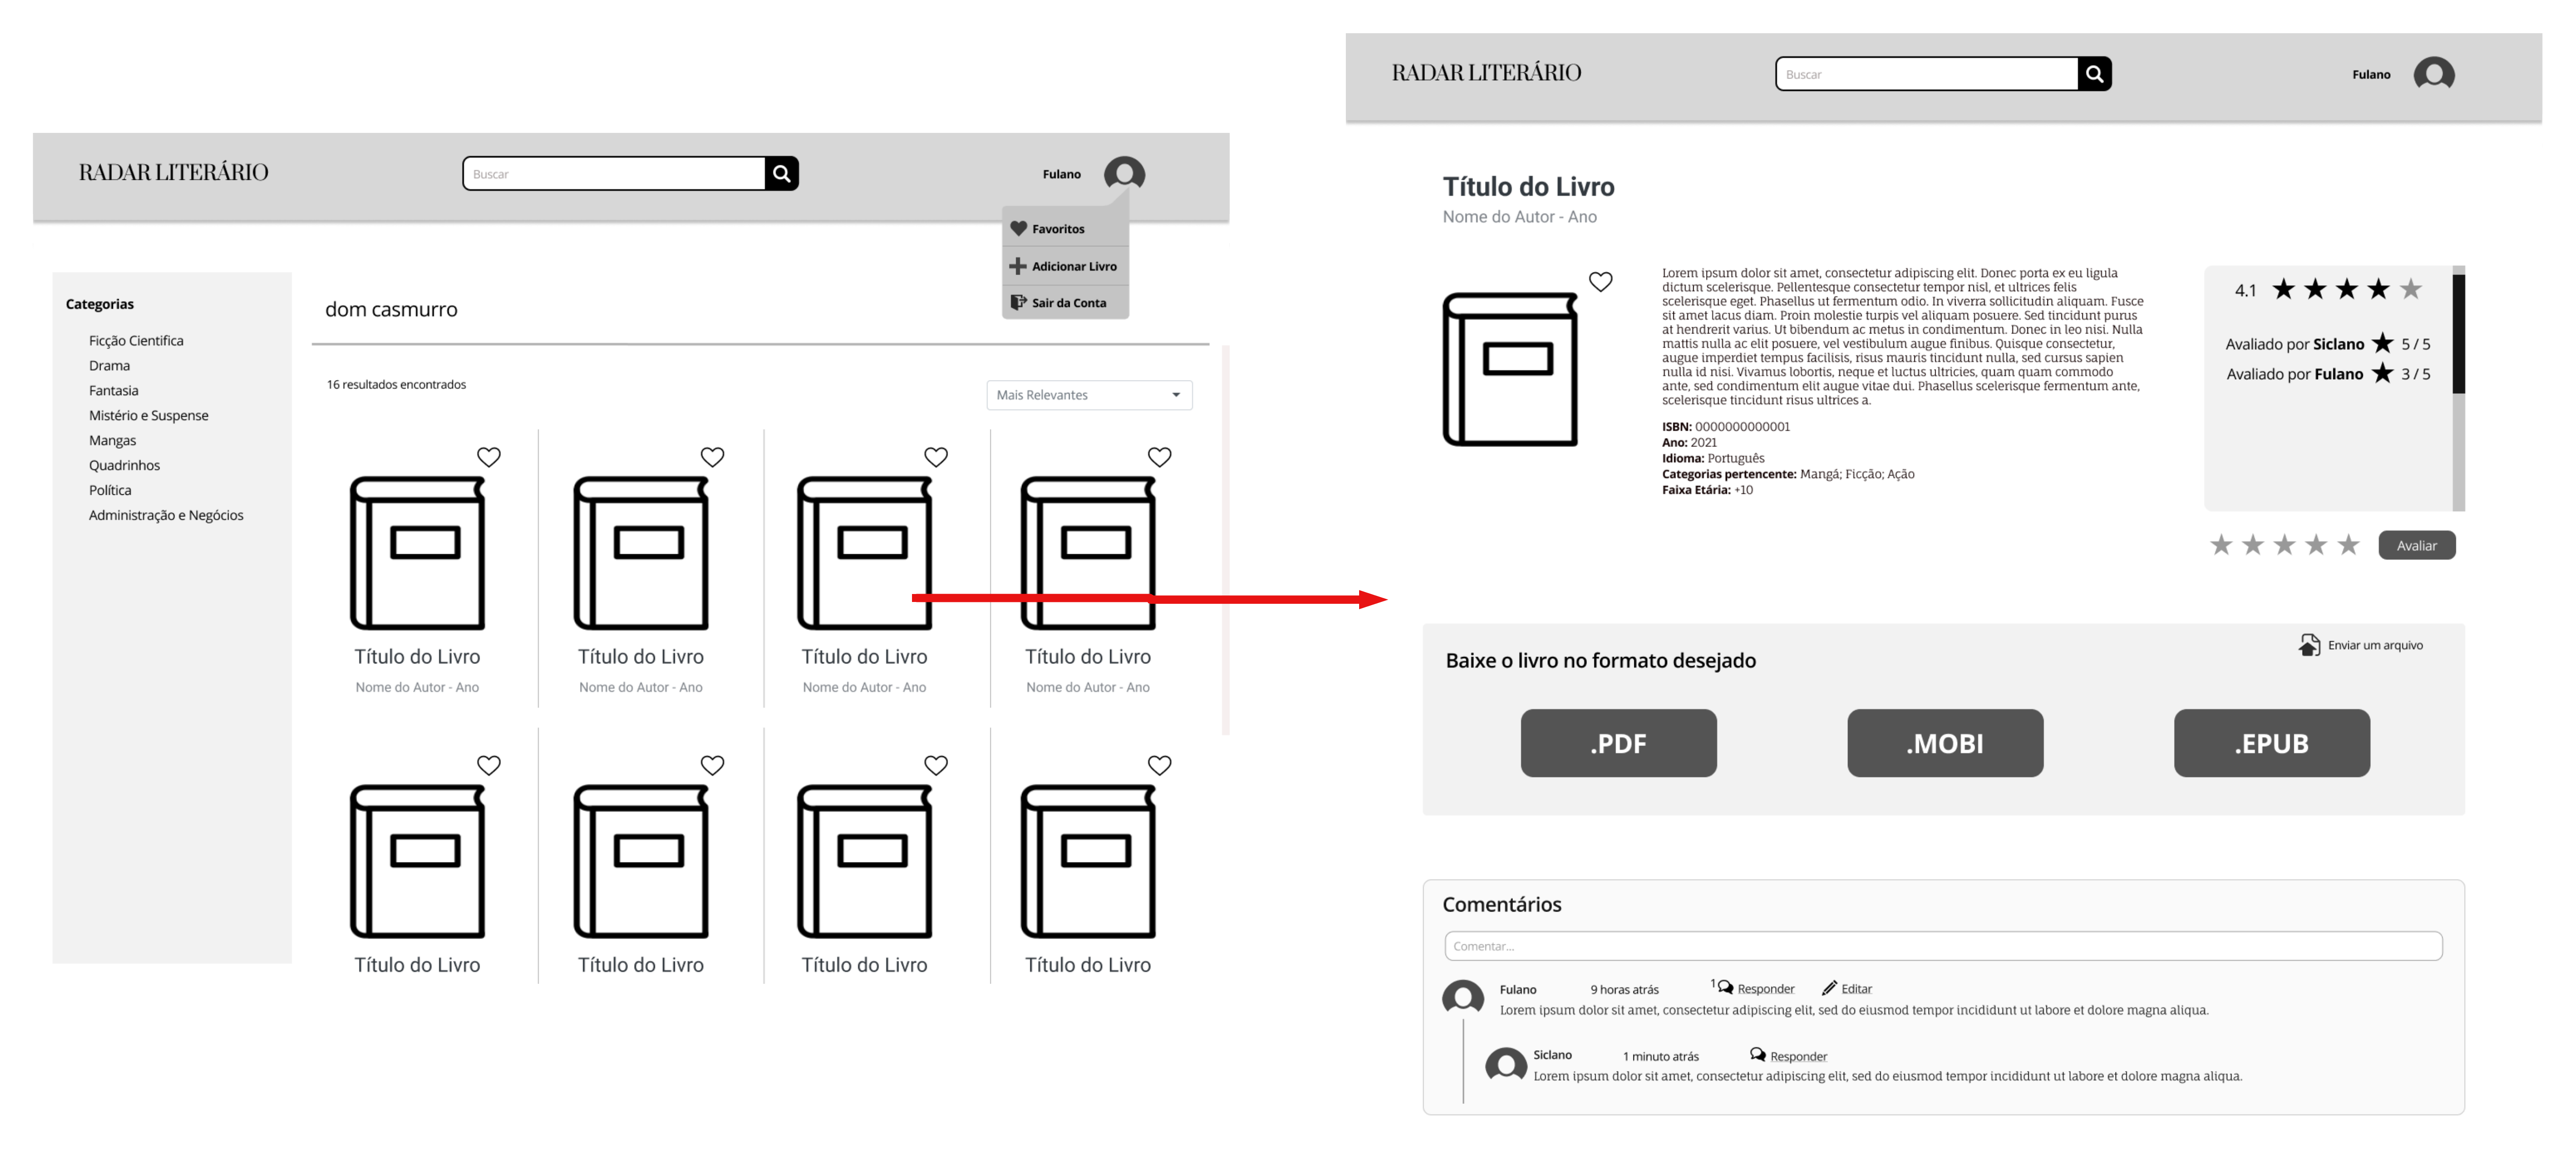 RADAR LITERÁRIO
Buscar
Fulano
Favoritos
Adicionar Livro
Sair da Conta
Categorias
Ficção Cientifica
Drama
Fantasia
Mistério e Suspense
Mangas
Quadrinhos
Política
Administração e Negócios
dom casmurro
16 resultados encontrados
Mais Relevantes
Título do Livro
Nome do Autor - Ano
Título do Livro
Nome do Autor - Ano
Título do Livro
Nome do Autor - Ano
Título do Livro
Nome do Autor - Ano
Título do Livro
Título do Livro
Título do Livro
Título do Livro
RADAR LITERÁRIO
Buscar
Fulano
Título do Livro
Nome do Autor - Ano
Lorem ipsum dolor sit amet, consectetur adipiscing elit. Donec porta ex eu ligula
dictum scelerisque. Pellentesque consectetur tempor nisl, et ultrices felis
scelerisque eget. Phasellus ut fermentum odio. In viverra sollicitudin aliquam. Fusce
sit amet lacus diam. Proin molestie turpis vel aliquam posuere. Sed tincidunt purus
at hendrerit varius. Ut bibendum ac metus in condimentum. Donec in leo nisi. Nulla
mattis nulla ac elit posuere, vel vestibulum augue finibus. Quisque consectetur,
augue imperdiet tempus facilisis, risus mauris tincidunt nulla, sed cursus sapien
nulla id nisi. Vivamus lobortis, neque et luctus ultricies, quam quam commodo
ante, sed condimentum elit augue vitae dui. Phasellus scelerisque fermentum ante,
scelerisque tincidunt risus ultrices a.
ISBN: 0000000000001
Ano: 2021
Idioma: Português
Categorias pertencente: Mangá; Ficção; Ação
Faixa Etária: +10
4.1
Avaliado por Siclano 5 / 5
Avaliado por Fulano 3 / 5
Avaliar
Enviar um arquivo
Baixe o livro no formato desejado
.PDF
.MOBI
.EPUB
Comentários
Comentar...
Fulano 9 horas atrás 1 Responder Editar
Lorem ipsum dolor sit amet, consectetur adipiscing elit, sed do eiusmod tempor incididunt ut labore et dolore magna aliqua.
Siclano 1 minuto atrás Responder
Lorem ipsum dolor sit amet, consectetur adipiscing elit, sed do eiusmod tempor incididunt ut labore et dolore magna aliqua.